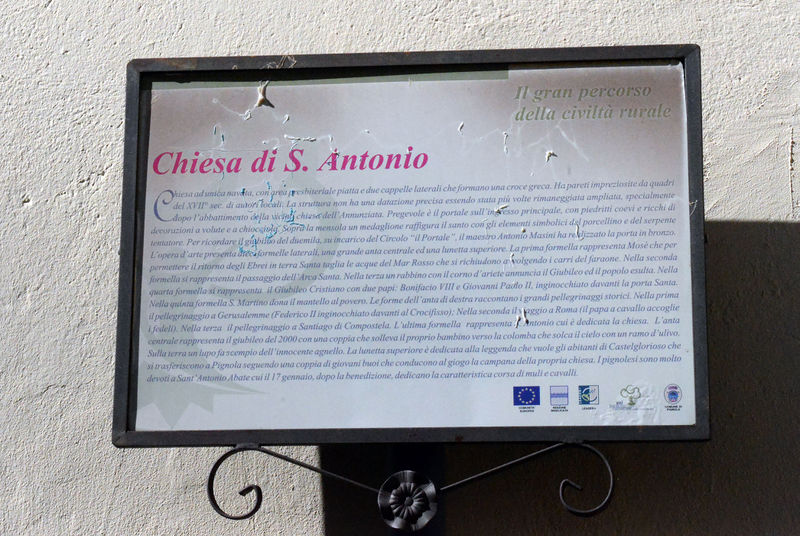 Il gran percorso
della civiltà rurale
Chiesa di S. Antonio
Chiesa ad unica navata, con area presbiteriale piatta e due cappelle laterali che formano una croce greca. Ha pareti impreziosite da quadri
del XVII° sec. di autori locali. La struttura non ha una datazione precisa essendo stata più volte rimaneggiata ampliata, specialmente
dopo l'abbattimento della vicina chiesa dell'Annunziata. Pregevole è il portale sull'ingresso principale, con piedritti coevi e ricchi di
decorazioni a volute e a chiocciola. Sopra la mensola un medaglione raffigura il santo con gli elementi simbolici del porcellino e del serpente
tentatore. Per ricordare il giubileo del duemila, su incarico del Circolo "il Portale", il maestro Antonio Masini ha realizzato la porta in bronzo.
L'opera d'arte presenta dieci formelle laterali, una grande anta centrale ed una lunetta superiore. La prima formella rappresenta Mosè che per
permettere il ritorno degli Ebrei in terra Santa taglia le acque del Mar Rosso che si richiudono avvolgendo i carri del faraone. Nella seconda
formella si rappresenta il passaggio dell'Arca Santa. Nella terza un rabbino con il corno d'ariete annuncia il Giubileo ed il popolo esulta. Nella
quarta formella si rappresenta il Giubileo Cristiano con due papi: Bonifacio VIII e Giovanni Paolo II, inginocchiato davanti la porta Santa.
Nella quinta formella S. Martino dona il mantello al povero. Le forme dell'anta di destra raccontano i grandi pellegrinaggi storici. Nella prima
il pellegrinaggio a Gerusalemme (Federico II inginocchiato davanti al Crocifisso); Nella seconda il viaggio a Roma (il papa a cavallo accoglie
i fedeli). Nella terza il pellegrinaggio a Santiago di Compostela. L'ultima formella rappresenta S. Antonio cui è dedicata la chiesa. L'anta
centrale rappresenta il giubileo del 2000 con una coppia che solleva il proprio bambino verso la colomba che solca il cielo con un ramo d'ulivo.
Sulla terra un lupo fa scempio dell'innocente agnello. La lunetta superiore è dedicata alla leggenda che vuole gli abitanti di Castelglorioso che
si trasferiscono a Pignola seguendo una coppia di giovani buoi che conducono al giogo la campana della propria chiesa. I pignolesi sono molto
devoti a Sant'Antonio Abate cui il 17 gennaio, dopo la benedizione, dedicano la caratteristica corsa di muli e cavalli.
COMUNITÀ
EUROPEA
REGIONE
BASILICATA
LEADER+
COMUNE DI
PIGNOLA